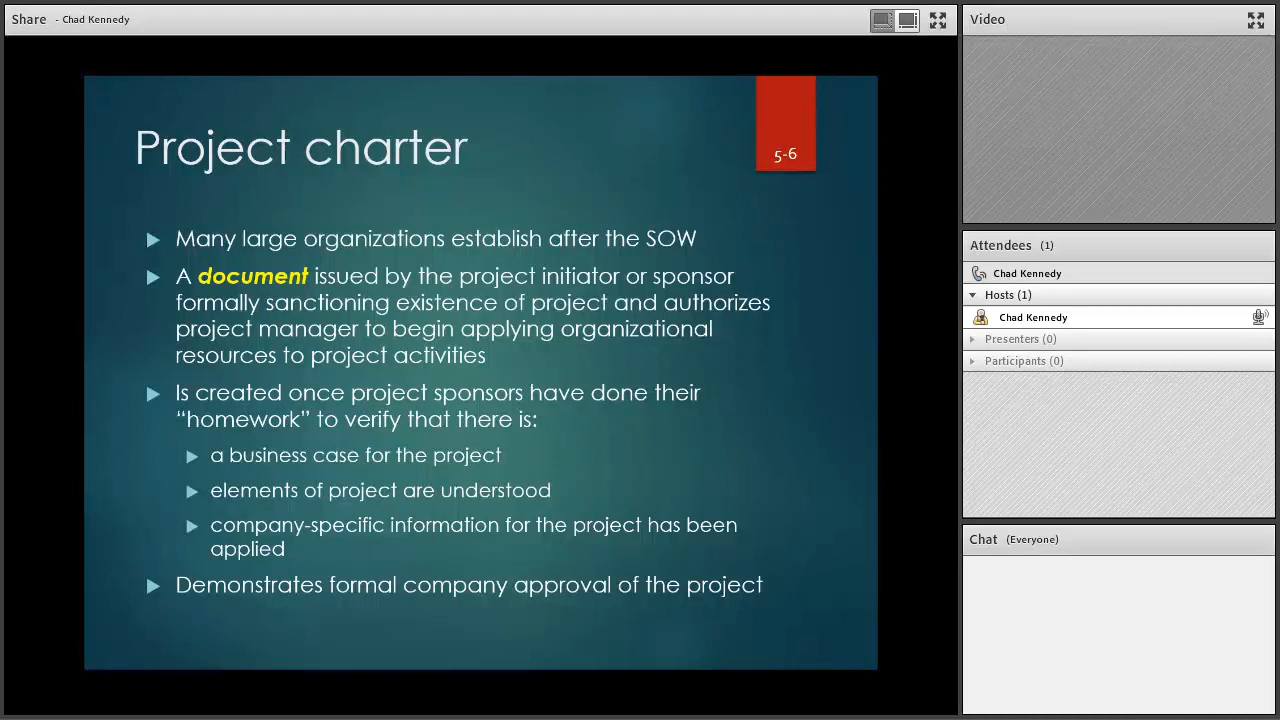 Share - Chad Kennedy
Project charter
5-6
Many large organizations establish after the SOW
A document issued by the project initiator or sponsor
formally sanctioning existence of project and authorizes
project manager to begin applying organizational
resources to project activities
Is created once project sponsors have done their
“homework” to verify that there is:
a business case for the project
elements of project are understood
company-specific information for the project has been
applied
Demonstrates formal company approval of the project
Video
Attendees (1)
Chad Kennedy
Hosts (1)
Chad Kennedy
Presenters (0)
Participants (0)
Chat (Everyone)